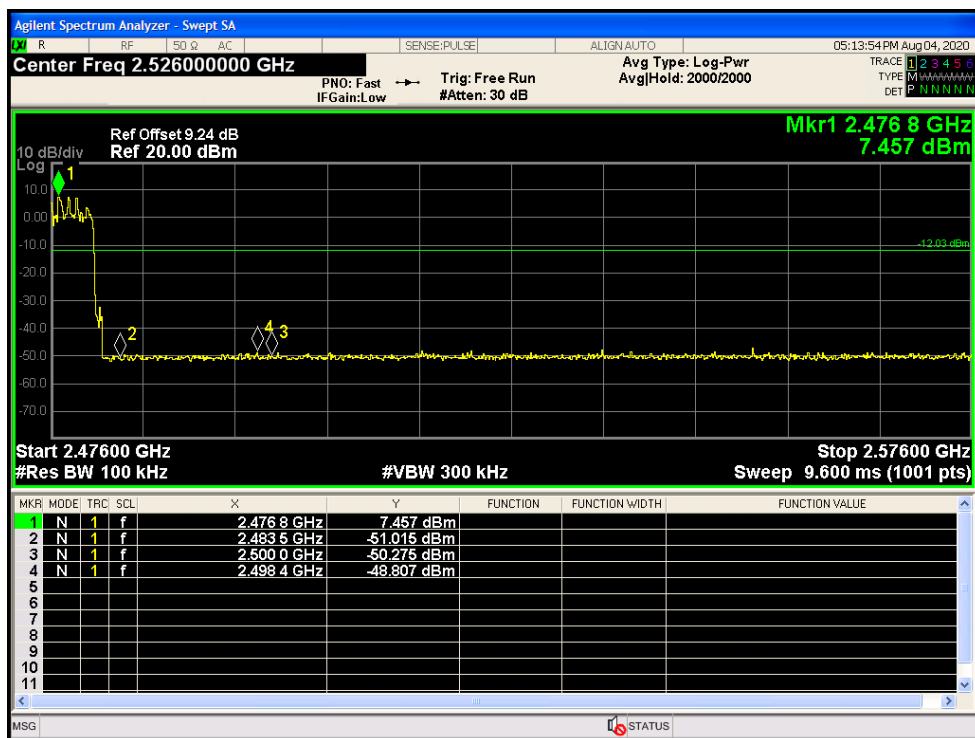 Agilent Spectrum Analyzer - Swept SA
LXI R RF 50 Ω AC SENSE:PULSE ALIGN AUTO 05:13:54 PM Aug 04, 2020
Center Freq 2.526000000 GHz
PNO: Fast
IFGain:Low
Trig: Free Run
#Atten: 30 dB
Avg Type: Log-Pwr
Avg|Hold: 2000/2000
TRACE 1 2 3 4 5 6
TYPE M
DET P N N N N N
Mkr1 2.476 8 GHz
7.457 dBm
Ref Offset 9.24 dB
10 dB/div Ref 20.00 dBm
Log
1
10.0
0.00
-10.0
-12.03 dBm
-20.0
-30.0
-40.0
2
4
3
-50.0
-60.0
-70.0
Start 2.47600 GHz Stop 2.57600 GHz
#Res BW 100 kHz #VBW 300 kHz Sweep 9.600 ms (1001 pts)
MKR MODE TRC SCL X Y FUNCTION FUNCTION WIDTH FUNCTION VALUE
1 N 1 f 2.476 8 GHz 7.457 dBm
2 N 1 f 2.483 5 GHz -51.015 dBm
3 N 1 f 2.500 0 GHz -50.275 dBm
4 N 1 f 2.498 4 GHz -48.807 dBm
5
6
7
8
9
10
11
MSG STATUS